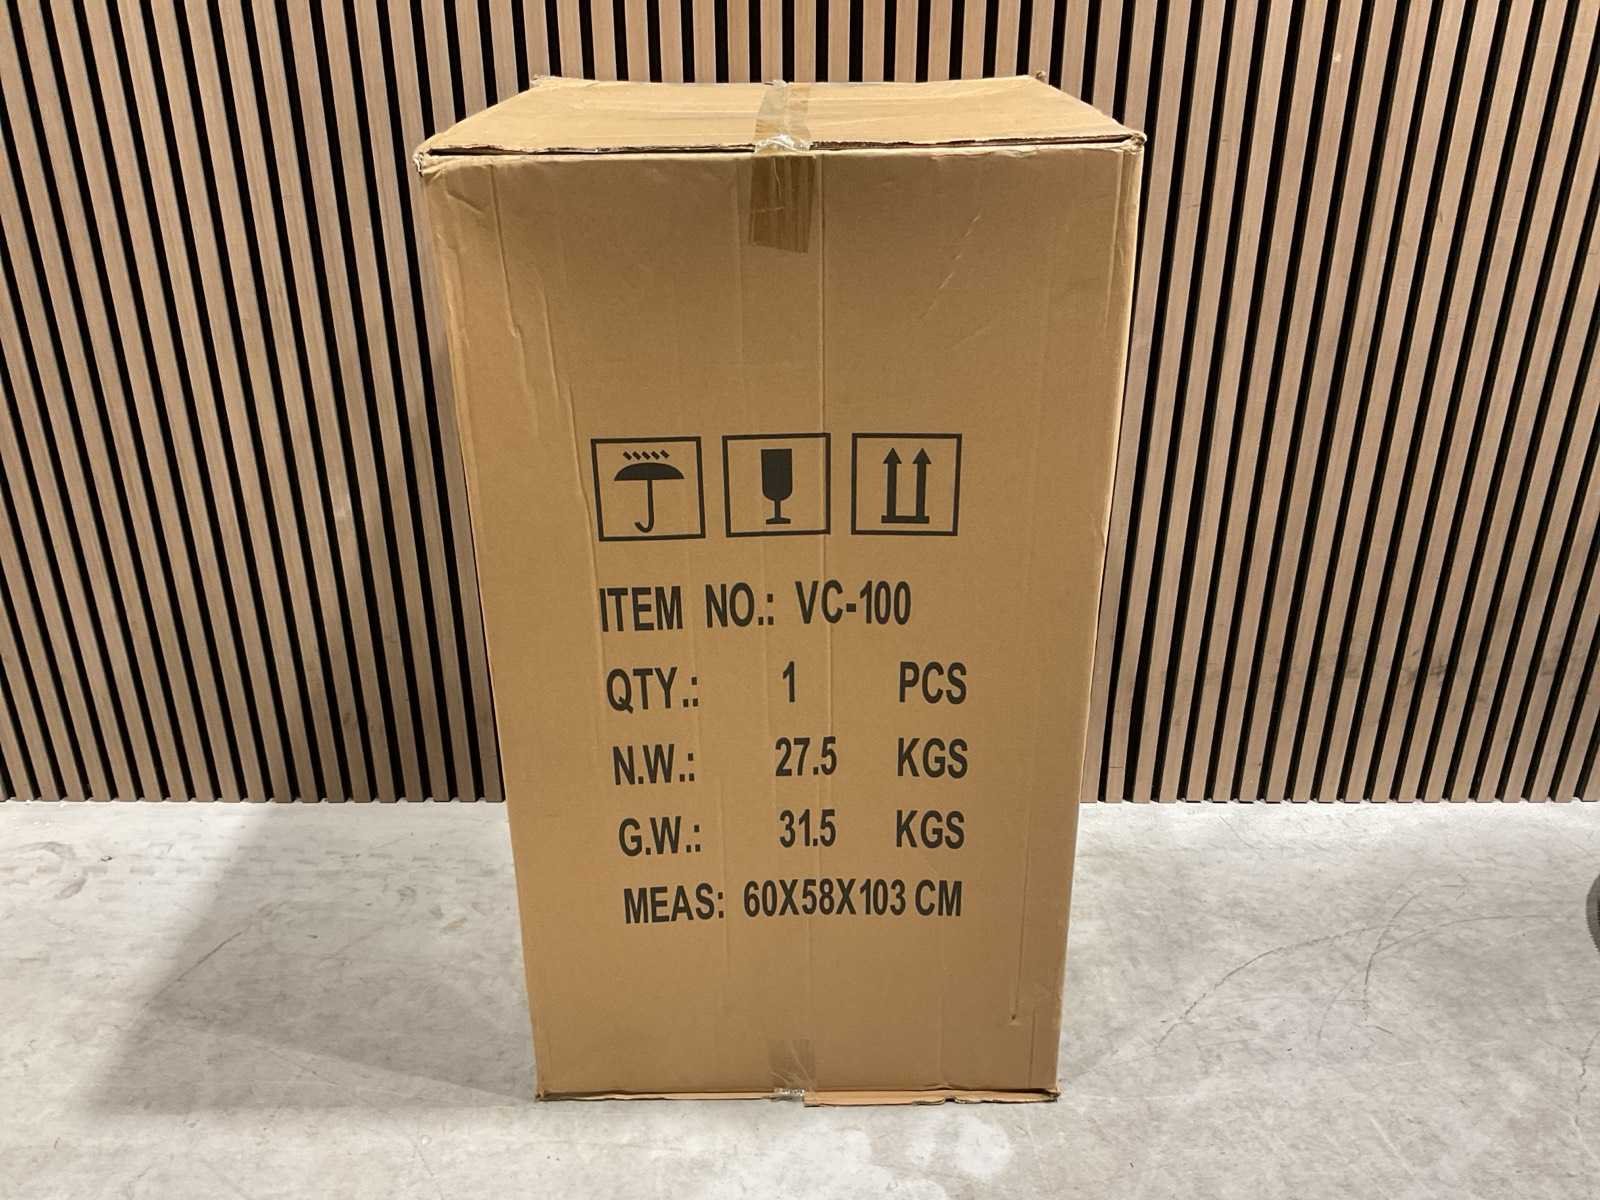 ITEM NO.: VC-100
QTY.: 1 PCS
N.W.: 27.5 KGS
G.W.: 31.5 KGS
MEAS: 60X58X103 CM